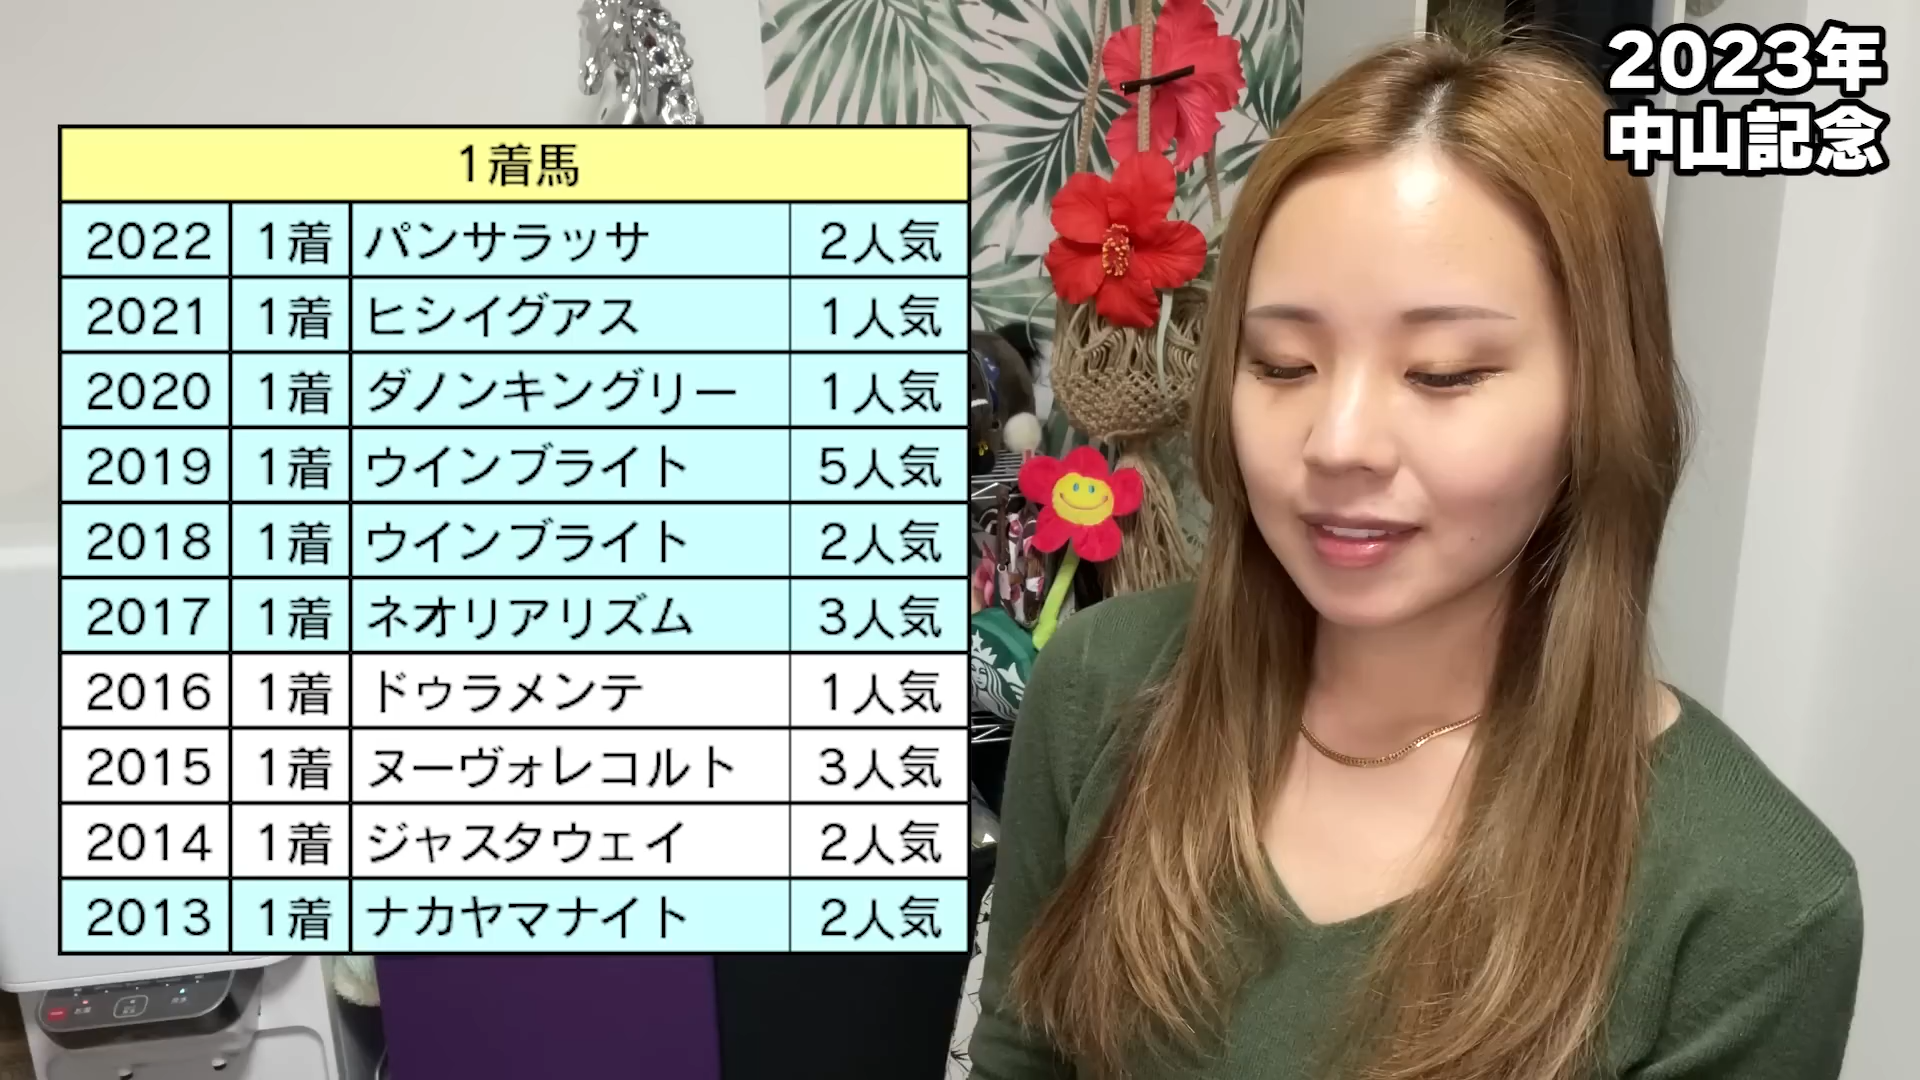 2023年
中山記念
1着馬
2022 1着 パンサラッサ 2人気
2021 1着 ヒシイグアス 1人気
2020 1着 ダノンキングリー 1人気
2019 1着 ウインブライト 5人気
2018 1着 ウインブライト 2人気
2017 1着 ネオリアリズム 3人気
2016 1着 ドゥラメンテ 1人気
2015 1着 ヌーヴォレコルト 3人気
2014 1着 ジャスタウェイ 2人気
2013 1着 ナカヤマナイト 2人気